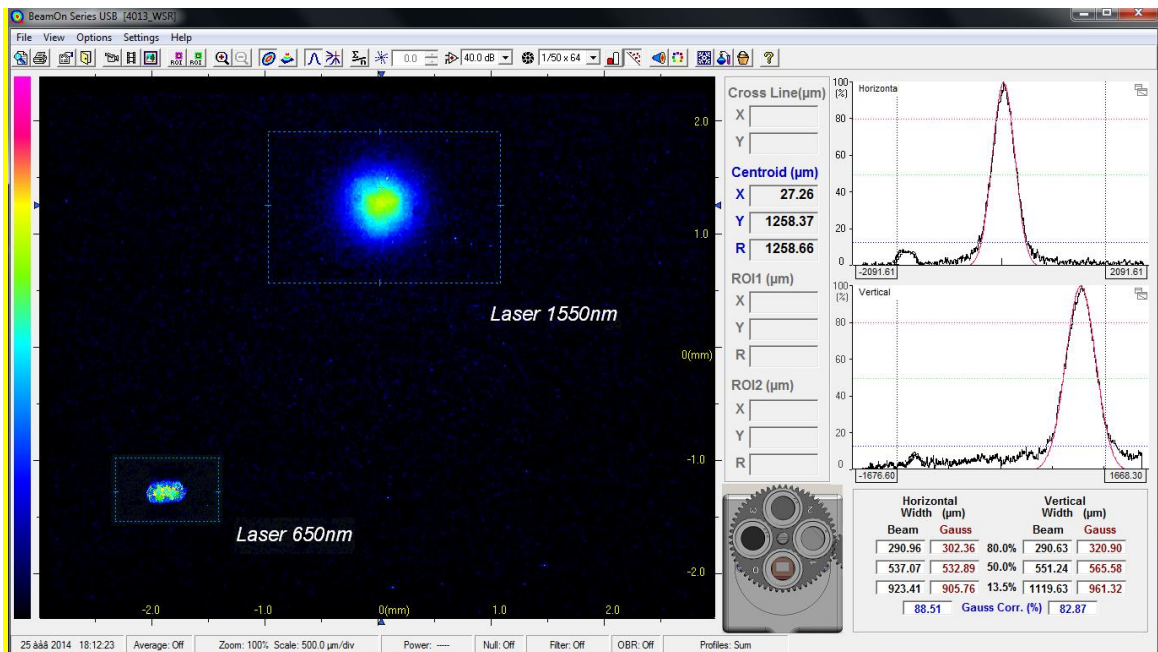 BeamOn Series USB [4013_WSR]
File View Options Settings Help
ROI ROI 0.0 40.0 dB 1/50 x 64
2.0
1.0
0(mm)
-1.0
-2.0
-2.0 -1.0 0(mm) 1.0 2.0
Laser 1550nm
Laser 650nm
Cross Line(µm)
X
Y
Centroid (µm)
X 27.26
Y 1258.37
R 1258.66
ROI1 (µm)
X
Y
R
ROI2 (µm)
X
Y
R
100 Horizonta
(%)
80
60
40
20
0
-2091.61 2091.61
100 Vertical
(%)
80
60
40
20
0
-1676.60 1668.30
Horizontal Vertical
Width (µm) Width (µm)
Beam Gauss Beam Gauss
290.96 302.36 80.0% 290.63 320.90
537.07 532.89 50.0% 551.24 565.58
923.41 905.76 13.5% 1119.63 961.32
88.51 Gauss Corr. (%) 82.87
25 ààâ 2014 18:12:23 Average: Off Zoom: 100% Scale: 500.0 µm/div Power: ----- Null: Off Filter: Off OBR: Off Profiles: Sum